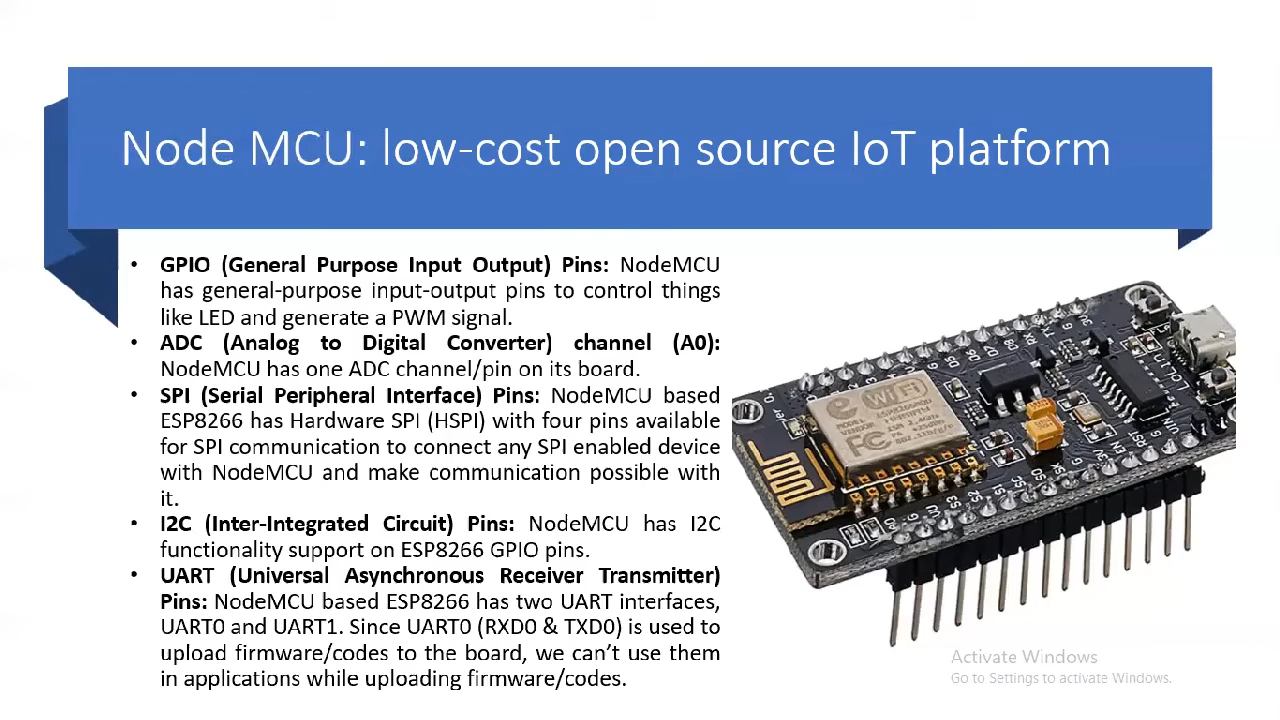 Node MCU: low-cost open source IoT platform
• GPIO (General Purpose Input Output) Pins: NodeMCU
has general-purpose input-output pins to control things
like LED and generate a PWM signal.
• ADC (Analog to Digital Converter) channel (A0):
NodeMCU has one ADC channel/pin on its board.
• SPI (Serial Peripheral Interface) Pins: NodeMCU based
ESP8266 has Hardware SPI (HSPI) with four pins available
for SPI communication to connect any SPI enabled device
with NodeMCU and make communication possible with
it.
• I2C (Inter-Integrated Circuit) Pins: NodeMCU has I2C
functionality support on ESP8266 GPIO pins.
• UART (Universal Asynchronous Receiver Transmitter)
Pins: NodeMCU based ESP8266 has two UART interfaces,
UART0 and UART1. Since UART0 (RXD0 & TXD0) is used to
upload firmware/codes to the board, we can’t use them
in applications while uploading firmware/codes.
WiFi
FC
Activate Windows
Go to Settings to activate Windows.